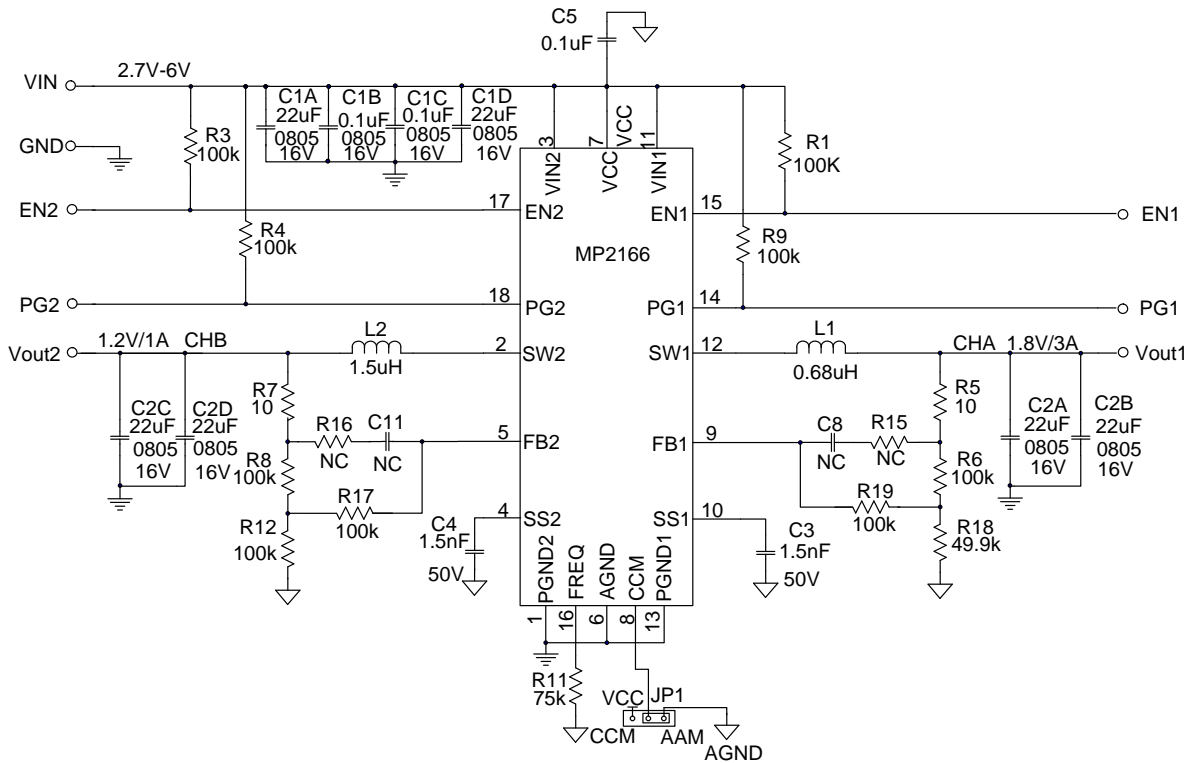 C5
0.1uF
VIN
2.7V-6V
GND
R3
100k
C1A
22uF
0805
16V
C1B
0.1uF
0805
16V
C1C
0.1uF
0805
16V
C1D
22uF
0805
16V
3
VIN2
7
VCC
VCC
11
VIN1
R1
100K
EN2
17
EN2
EN1
15
EN1
R4
100k
MP2166
R9
100k
PG2
18
PG2
PG1
14
PG1
Vout2
1.2V/1A
CHB
L2
1.5uH
2
SW2
SW1
12
L1
0.68uH
CHA
1.8V/3A
Vout1
C2C
22uF
0805
16V
C2D
22uF
0805
16V
R7
10
R16
NC
C11
NC
5
FB2
FB1
9
C8
NC
R15
NC
R5
10
C2A
22uF
0805
16V
C2B
22uF
0805
16V
R8
100k
R17
100k
R6
100k
R19
100k
R12
100k
R18
49.9k
4
SS2
C4
1.5nF
50V
SS1
10
C3
1.5nF
50V
PGND2
FREQ
AGND
CCM
PGND1
1
16
6
8
13
R11
75k
VCC
JP1
CCM
AAM
AGND